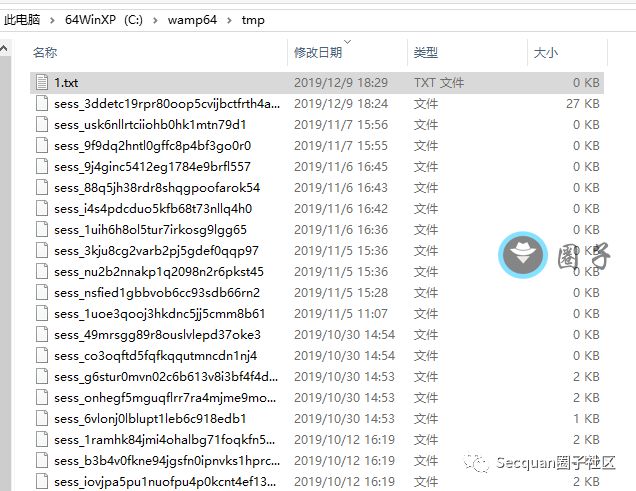 此电脑 > 64WinXP (C:) > wamp64 > tmp
名称 修改日期 类型 大小
1.txt 2019/12/9 18:29 TXT 文件 0 KB
sess_3ddetc19rpr80oop5cvijbctfrth4a... 2019/12/9 18:24 文件 27 KB
sess_usk6nllrtciiohb0hk1mtn79d1 2019/11/7 15:56 文件 0 KB
sess_9f9dq2hntl0gffc8p4bf3go0r0 2019/11/7 15:55 文件 0 KB
sess_9j4ginc5412eg1784e9brfl557 2019/11/6 16:45 文件 0 KB
sess_88q5jh38rdr8shqgpoofarok54 2019/11/6 16:43 文件 0 KB
sess_i4s4pdcduo5kfb68t73nllq4h0 2019/11/6 16:42 文件 0 KB
sess_1uih6h8ol5tur7irkosg9lgg65 2019/11/6 16:36 文件 0 KB
sess_3kju8cg2varb2pj5gdef0qqp97 2019/11/5 15:36 文件 0 KB
sess_nu2b2nnakp1q2098n2r6pkst45 2019/11/5 15:36 文件 0 KB
sess_nsfied1gbbvob6cc93sdb66rn2 2019/11/5 15:28 文件 0 KB
sess_1uoe3qooj3hkdnc5jj5cmm8b61 2019/11/5 11:07 文件 0 KB
sess_49mrsgg89r8ouslvlepd37oke3 2019/10/30 14:54 文件 0 KB
sess_co3oqftd5fqfkqqutmncdn1nj4 2019/10/30 14:54 文件 0 KB
sess_g6stur0mvn02c6b613v8i3bf4f4d... 2019/10/30 14:53 文件 2 KB
sess_onhegf5mguqflrr7ra4mjme9mo... 2019/10/30 14:53 文件 2 KB
sess_6vlonj0lblupt1leb6c918edb1 2019/10/30 14:53 文件 1 KB
sess_1ramhk84jmi4ohalbg71foqkfn5... 2019/10/12 16:19 文件 2 KB
sess_b3b4v0fkne94jgsfn0ipnvks1hprc... 2019/10/12 16:19 文件 2 KB
sess_iovjpa5pu1nuofpu4p0kcnt4ef13... 2019/10/12 16:19 文件 2 KB
圈子
Secquan圈子社区